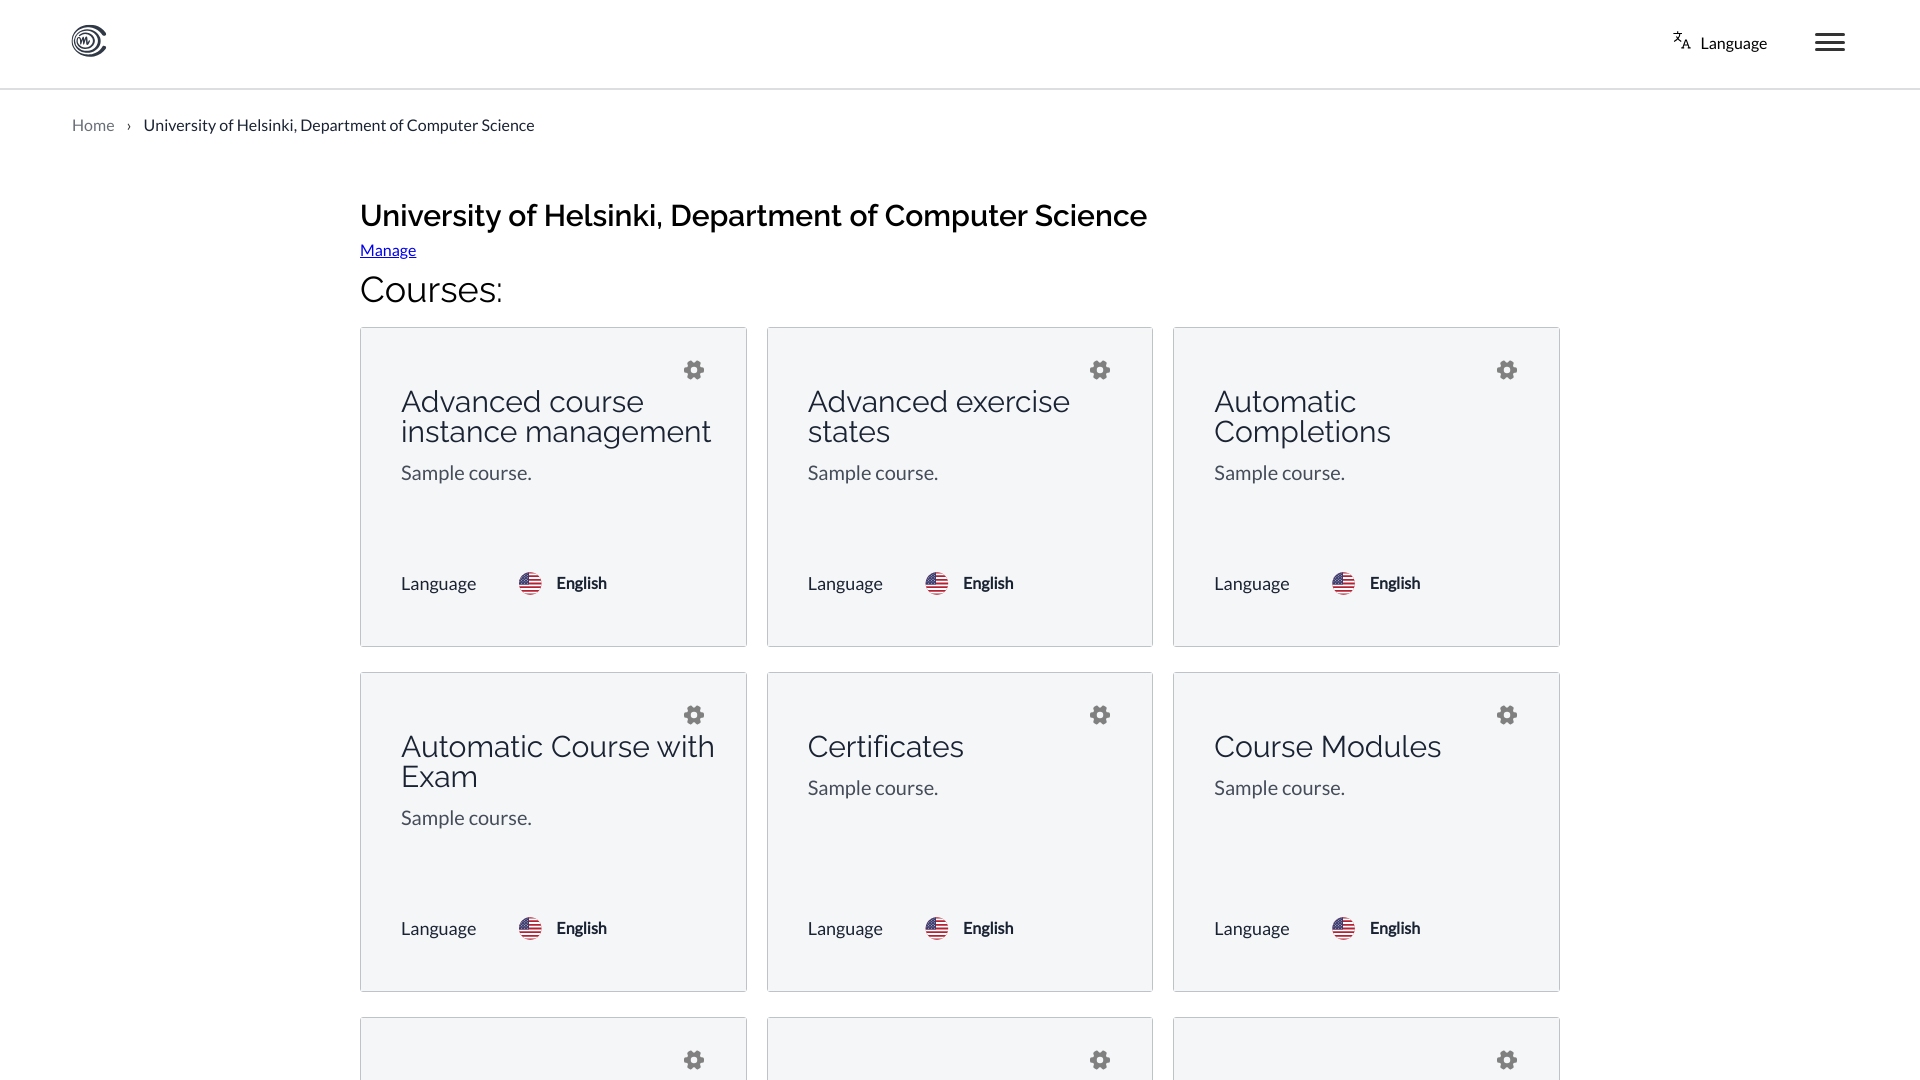 Language
Home › University of Helsinki, Department of Computer Science
University of Helsinki, Department of Computer Science
Manage
Courses:
Advanced course
instance management
Sample course.
Language English
Advanced exercise
states
Sample course.
Language English
Automatic
Completions
Sample course.
Language English
Automatic Course with
Exam
Sample course.
Language English
Certificates
Sample course.
Language English
Course Modules
Sample course.
Language English